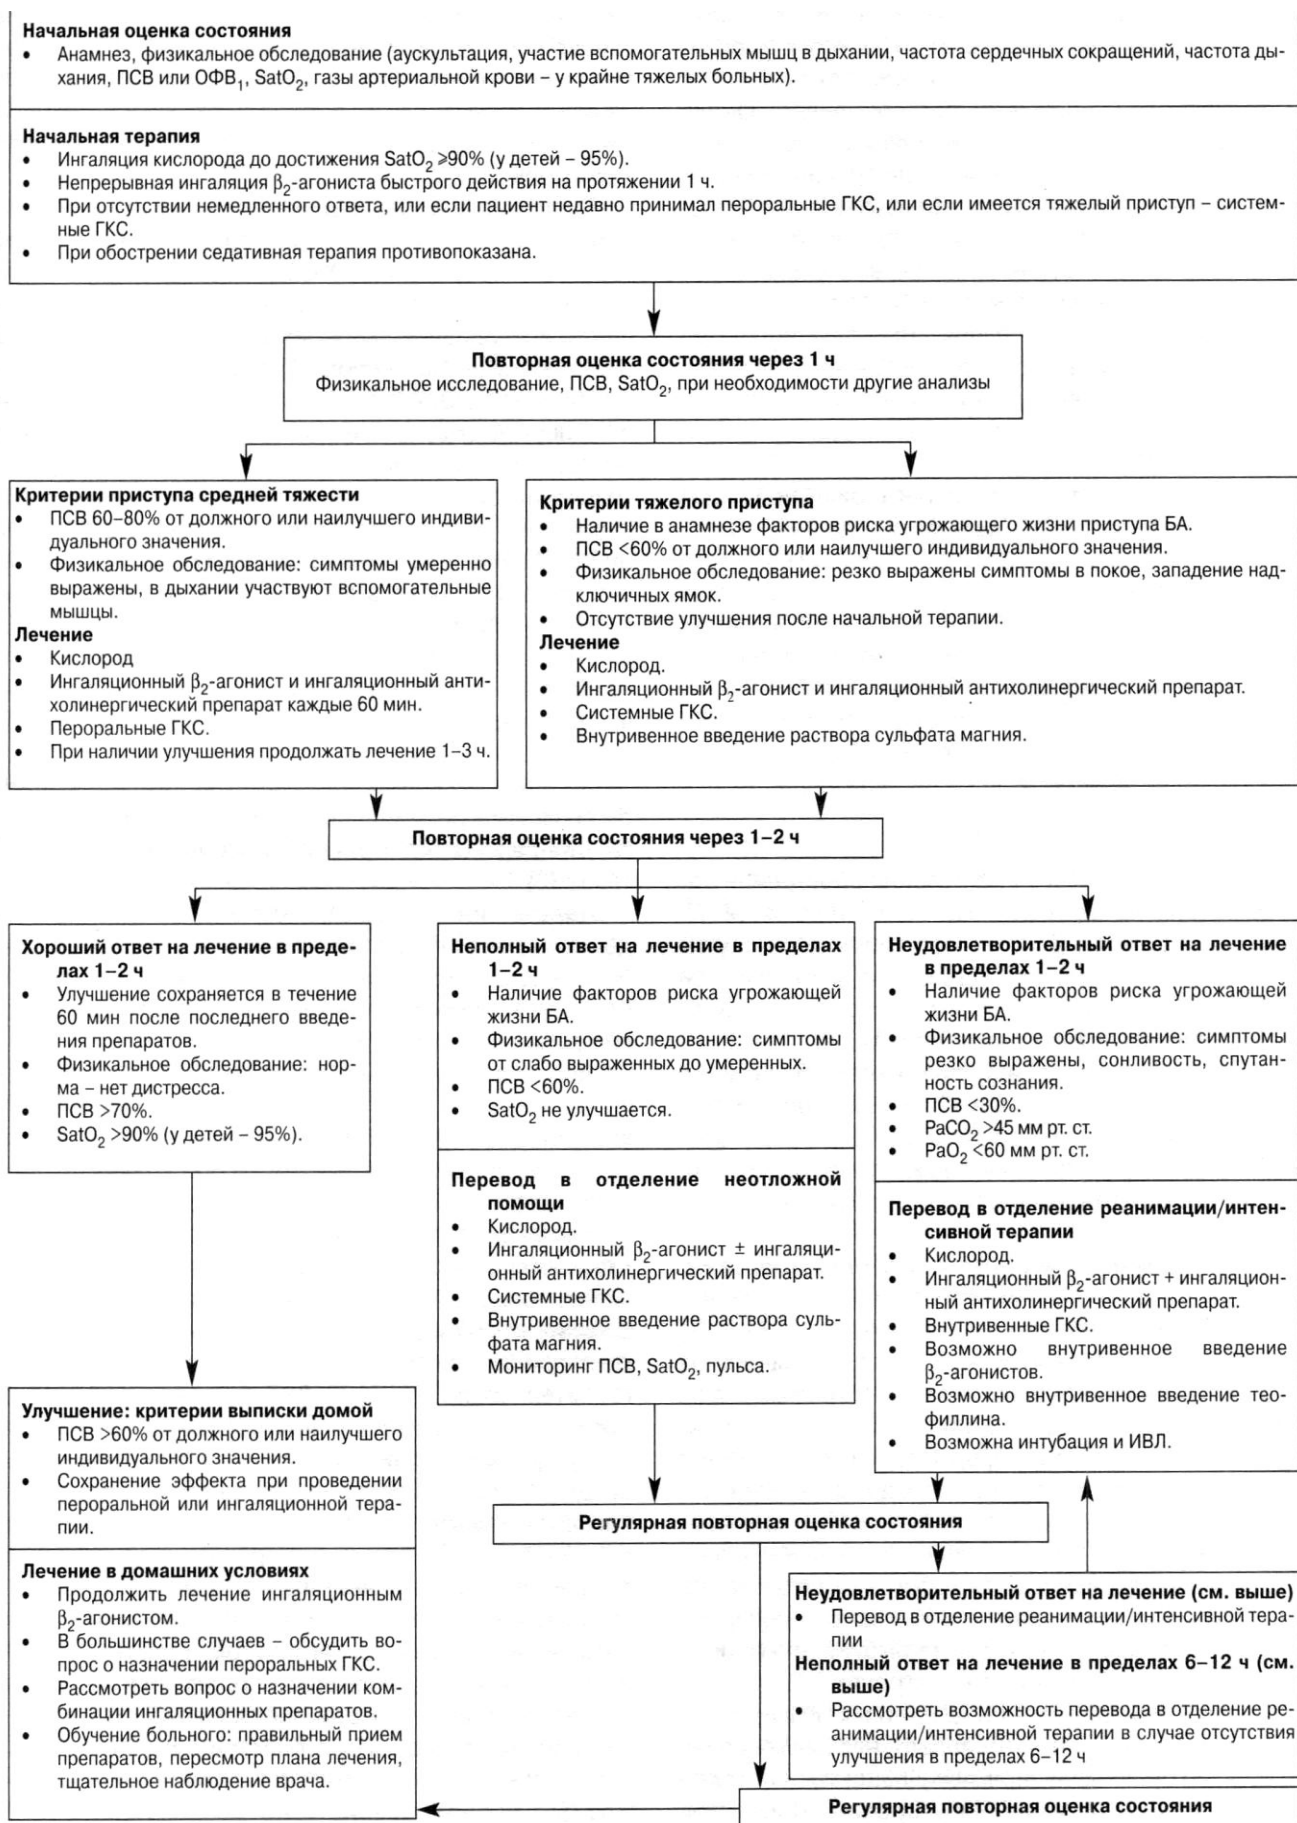 Начальная оценка состояния
• Анамнез, физикальное обследование (аускультация, участие вспомогательных мышц в дыхании, частота сердечных сокращений, частота ды-
хания, ПСВ или ОФВ₁, SatO₂, газы артериальной крови – у крайне тяжелых больных).
Начальная терапия
• Ингаляция кислорода до достижения SatO₂ ⩾90% (у детей – 95%).
• Непрерывная ингаляция β₂-агониста быстрого действия на протяжении 1 ч.
• При отсутствии немедленного ответа, или если пациент недавно принимал пероральные ГКС, или если имеется тяжелый приступ – систем-
ные ГКС.
• При обострении седативная терапия противопоказана.
Повторная оценка состояния через 1 ч
Физикальное исследование, ПСВ, SatO₂, при необходимости другие анализы
Критерии приступа средней тяжести
• ПСВ 60–80% от должного или наилучшего индиви-
дуального значения.
• Физикальное обследование: симптомы умеренно
выражены, в дыхании участвуют вспомогательные
мышцы.
Лечение
• Кислород
• Ингаляционный β₂-агонист и ингаляционный анти-
холинергический препарат каждые 60 мин.
• Пероральные ГКС.
• При наличии улучшения продолжать лечение 1–3 ч.
Критерии тяжелого приступа
• Наличие в анамнезе факторов риска угрожающего жизни приступа БА.
• ПСВ <60% от должного или наилучшего индивидуального значения.
• Физикальное обследование: резко выражены симптомы в покое, западение над-
ключичных ямок.
• Отсутствие улучшения после начальной терапии.
Лечение
• Кислород.
• Ингаляционный β₂-агонист и ингаляционный антихолинергический препарат.
• Системные ГКС.
• Внутривенное введение раствора сульфата магния.
Повторная оценка состояния через 1–2 ч
Хороший ответ на лечение в преде-
лах 1–2 ч
• Улучшение сохраняется в течение
60 мин после последнего введе-
ния препаратов.
• Физикальное обследование: нор-
ма – нет дистресса.
• ПСВ >70%.
• SatO₂ >90% (у детей – 95%).
Неполный ответ на лечение в пределах
1–2 ч
• Наличие факторов риска угрожающей
жизни БА.
• Физикальное обследование: симптомы
от слабо выраженных до умеренных.
• ПСВ <60%.
• SatO₂ не улучшается.
Перевод в отделение неотложной
помощи
• Кислород.
• Ингаляционный β₂-агонист ± ингаляци-
онный антихолинергический препарат.
• Системные ГКС.
• Внутривенное введение раствора суль-
фата магния.
• Мониторинг ПСВ, SatO₂, пульса.
Неудовлетворительный ответ на лечение
в пределах 1–2 ч
• Наличие факторов риска угрожающей
жизни БА.
• Физикальное обследование: симптомы
резко выражены, сонливость, спутан-
ность сознания.
• ПСВ <30%.
• PaCO₂ >45 мм рт. ст.
• PaO₂ <60 мм рт. ст.
Перевод в отделение реанимации/интен-
сивной терапии
• Кислород.
• Ингаляционный β₂-агонист + ингаляцион-
ный антихолинергический препарат.
• Внутривенные ГКС.
• Возможно внутривенное введение
β₂-агонистов.
• Возможно внутривенное введение тео-
филлина.
• Возможна интубация и ИВЛ.
Улучшение: критерии выписки домой
• ПСВ >60% от должного или наилучшего
индивидуального значения.
• Сохранение эффекта при проведении
пероральной или ингаляционной тера-
пии.
Лечение в домашних условиях
• Продолжить лечение ингаляционным
β₂-агонистом.
• В большинстве случаев – обсудить во-
прос о назначении пероральных ГКС.
• Рассмотреть вопрос о назначении ком-
бинации ингаляционных препаратов.
• Обучение больного: правильный прием
препаратов, пересмотр плана лечения,
тщательное наблюдение врача.
Регулярная повторная оценка состояния
Неудовлетворительный ответ на лечение (см. выше)
• Перевод в отделение реанимации/интенсивной тера-
пии
Неполный ответ на лечение в пределах 6–12 ч (см.
выше)
• Рассмотреть возможность перевода в отделение ре-
анимации/интенсивной терапии в случае отсутствия
улучшения в пределах 6–12 ч
Регулярная повторная оценка состояния